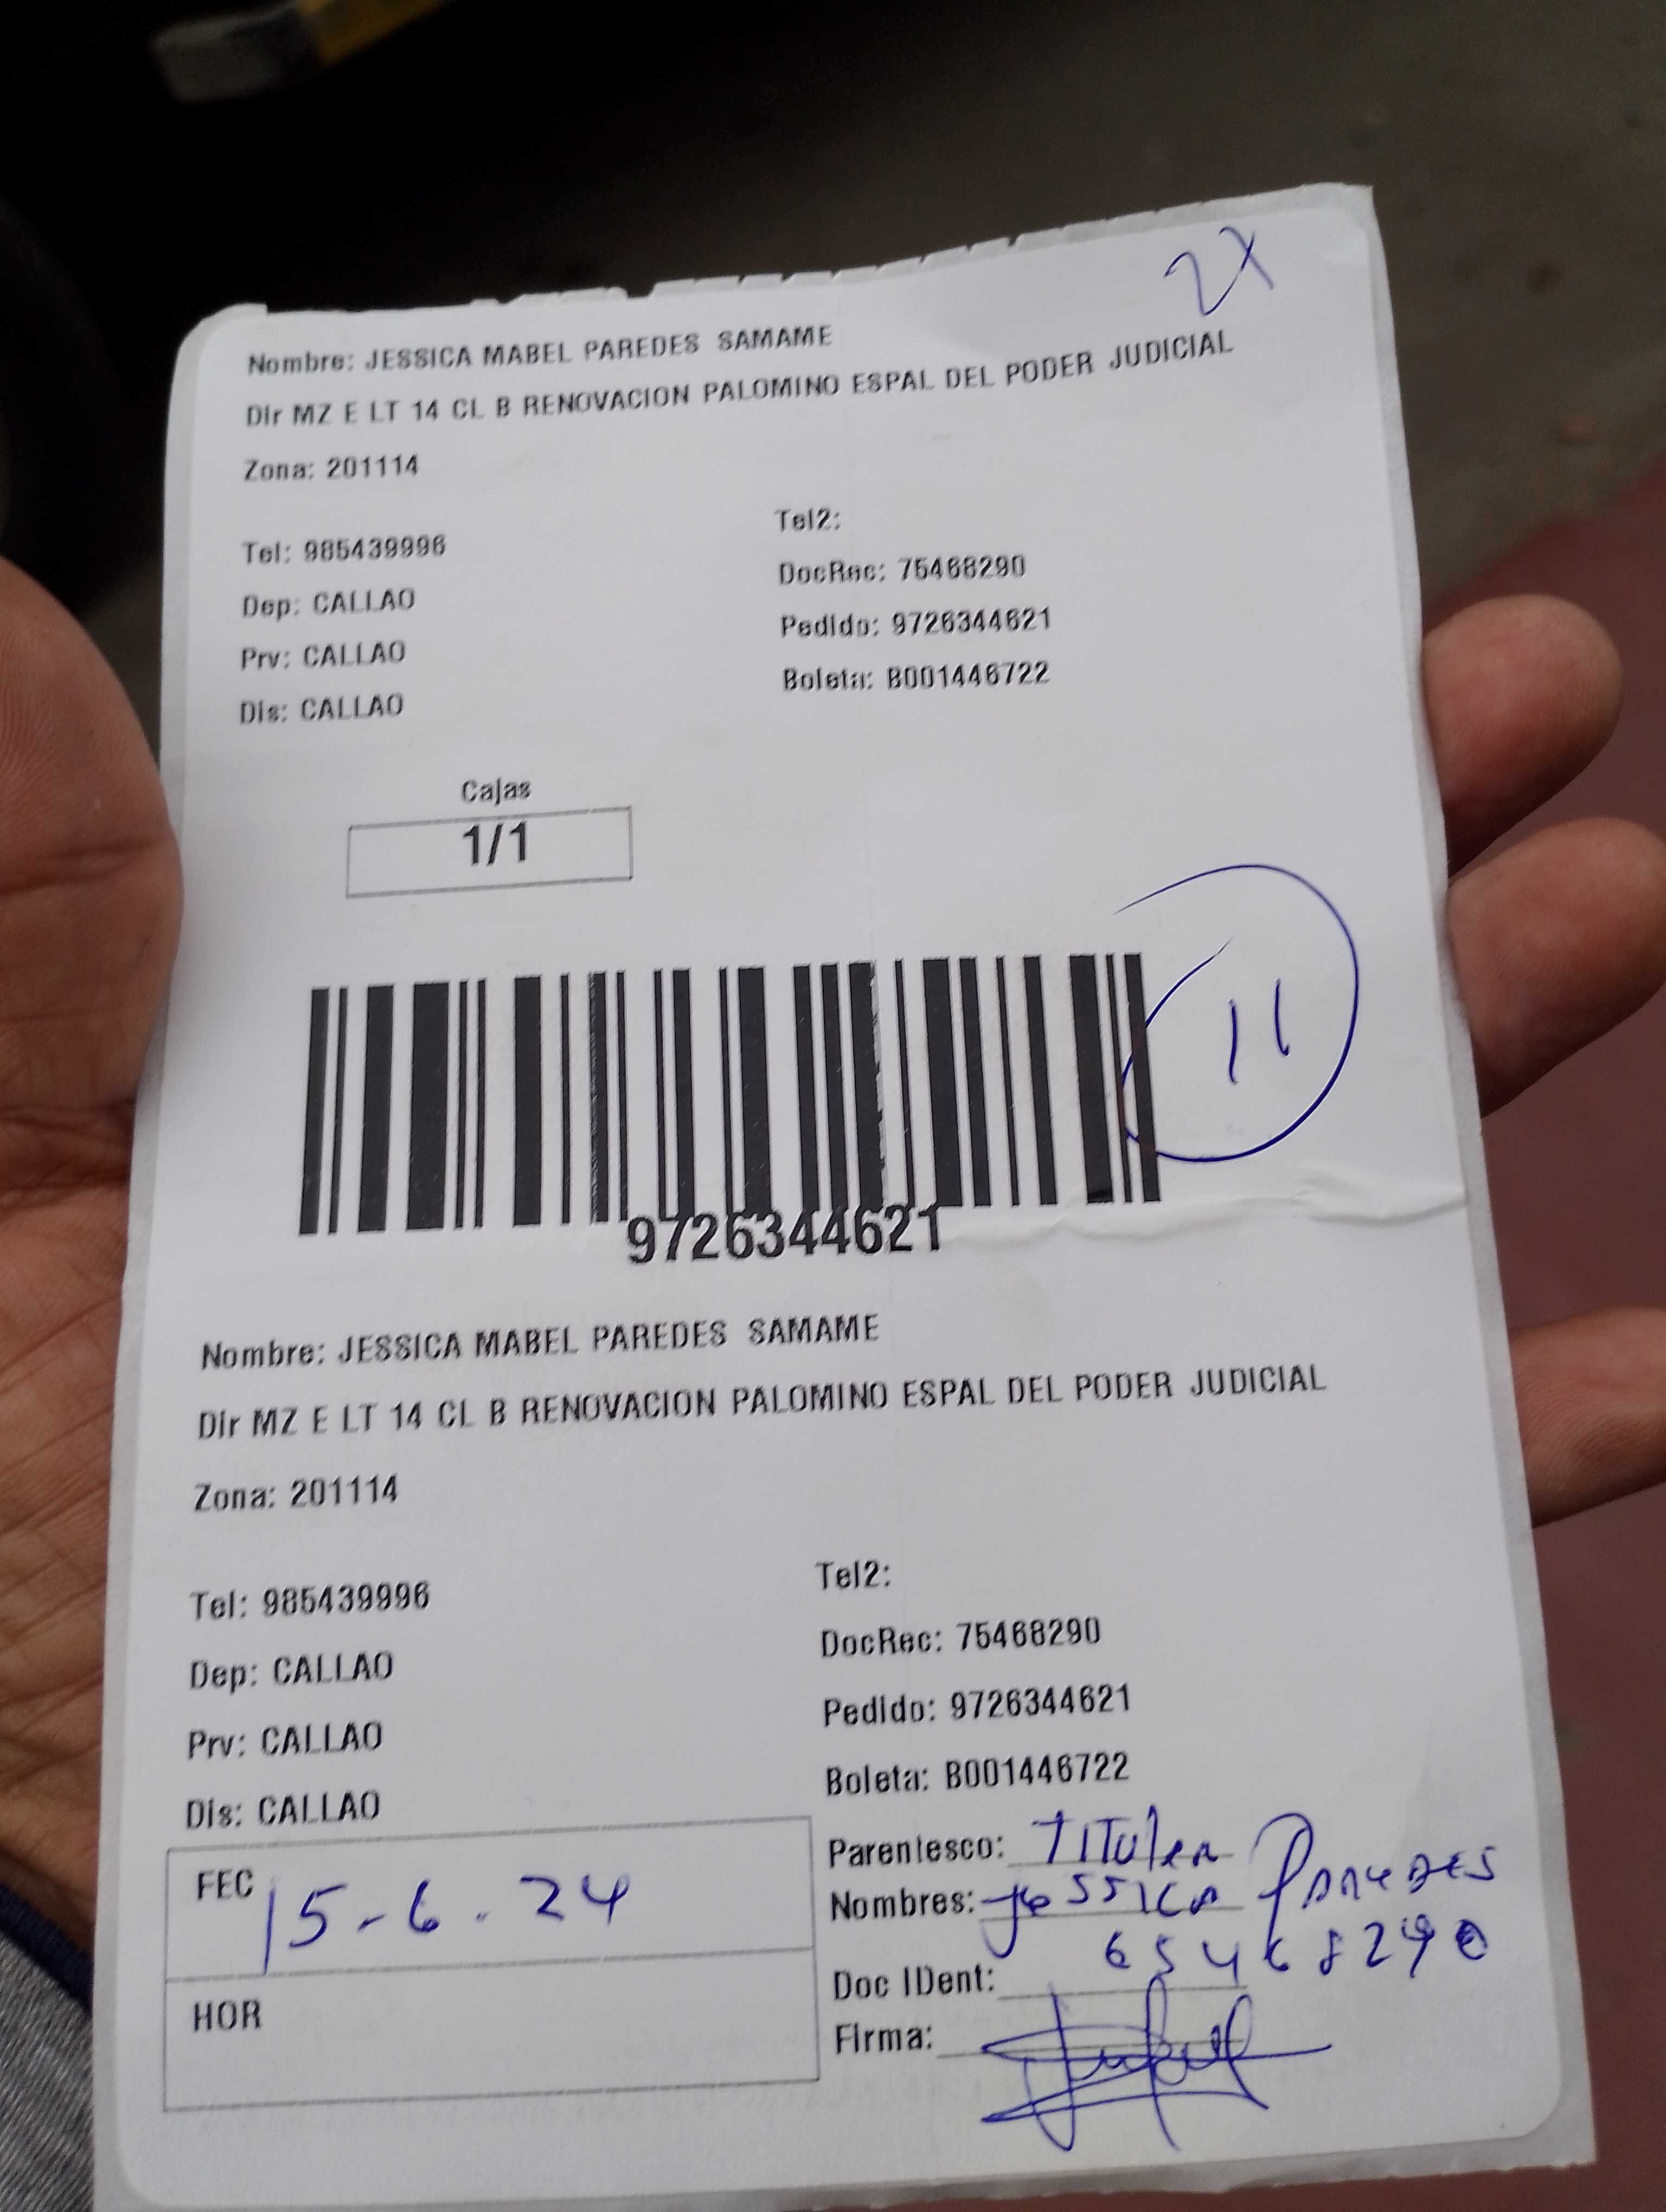 2X
Nombre: JESSICA MABEL PAREDES SAMAME
Dir MZ E LT 14 CL B RENOVACION PALOMINO ESPAL DEL PODER JUDICIAL
Zona: 201114
Tel2:
Tel: 985439996
DocRec: 75468290
Dep: CALLAO
Pedido: 9726344621
Prv: CALLAO
Boleta: B001446722
Dis: CALLAO
Cajas
1/1
11
9726344621
Nombre: JESSICA MABEL PAREDES SAMAME
Dir MZ E LT 14 CL B RENOVACION PALOMINO ESPAL DEL PODER JUDICIAL
Zona: 201114
Tel2:
Tel: 985439996
DocRec: 75468290
Dep: CALLAO
Pedido: 9726344621
Prv: CALLAO
Boleta: B001446722
Dis: CALLAO
Parentesco: TITULAR
FEC 15-6-24
Nombres: Jessica Paredes
Doc IDent: 65468290
HOR
Firma: